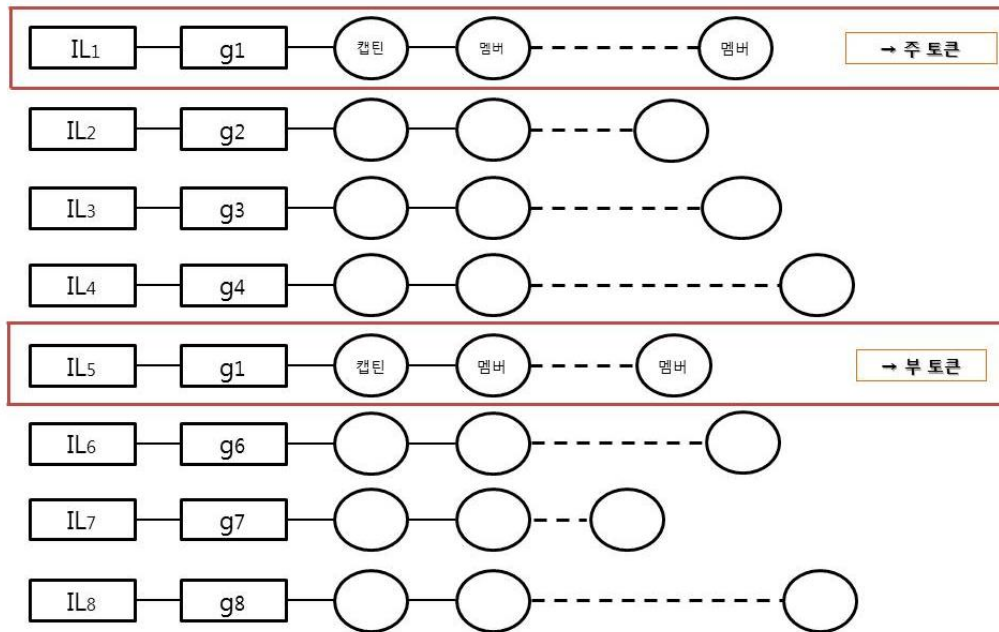 IL1 g1 캡틴 멤버 멤버 → 주 토큰
IL2 g2
IL3 g3
IL4 g4
IL5 g1 캡틴 멤버 멤버 → 부 토큰
IL6 g6
IL7 g7
IL8 g8